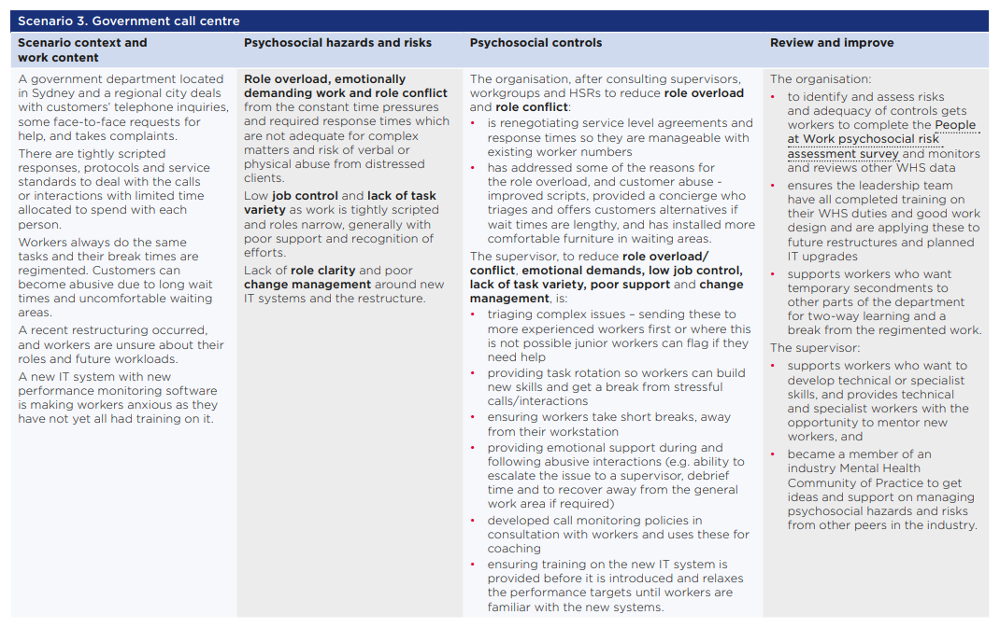 Scenario 3. Government call centre
Scenario context and
work content
A government department located
in Sydney and a regional city deals
with customers’ telephone inquiries,
some face-to-face requests for
help, and takes complaints.
There are tightly scripted
responses, protocols and service
standards to deal with the calls
or interactions with limited time
allocated to spend with each
person.
Workers always do the same
tasks and their break times are
regimented. Customers can
become abusive due to long wait
times and uncomfortable waiting
areas.
A recent restructuring occurred,
and workers are unsure about their
roles and future workloads.
A new IT system with new
performance monitoring software
is making workers anxious as they
have not yet all had training on it.
Psychosocial hazards and risks
Role overload, emotionally
demanding work and role conflict
from the constant time pressures
and required response times which
are not adequate for complex
matters and risk of verbal or
physical abuse from distressed
clients.
Low job control and lack of task
variety as work is tightly scripted
and roles narrow, generally with
poor support and recognition of
efforts.
Lack of role clarity and poor
change management around new
IT systems and the restructure.
Psychosocial controls
The organisation, after consulting supervisors,
workgroups and HSRs to reduce role overload
and role conflict:
• is renegotiating service level agreements and
response times so they are manageable with
existing worker numbers
• has addressed some of the reasons for
the role overload, and customer abuse -
improved scripts, provided a concierge who
triages and offers customers alternatives if
wait times are lengthy, and has installed more
comfortable furniture in waiting areas.
The supervisor, to reduce role overload/
conflict, emotional demands, low job control,
lack of task variety, poor support and change
management, is:
• triaging complex issues – sending these to
more experienced workers first or where this
is not possible junior workers can flag if they
need help
• providing task rotation so workers can build
new skills and get a break from stressful
calls/interactions
• ensuring workers take short breaks, away
from their workstation
• providing emotional support during and
following abusive interactions (e.g. ability to
escalate the issue to a supervisor, debrief
time and to recover away from the general
work area if required)
• developed call monitoring policies in
consultation with workers and uses these for
coaching
• ensuring training on the new IT system is
provided before it is introduced and relaxes
the performance targets until workers are
familiar with the new systems.
Review and improve
The organisation:
• to identify and assess risks
and adequacy of controls gets
workers to complete the People
at Work psychosocial risk
assessment survey and monitors
and reviews other WHS data
• ensures the leadership team
have all completed training on
their WHS duties and good work
design and are applying these to
future restructures and planned
IT upgrades
• supports workers who want
temporary secondments to
other parts of the department
for two-way learning and a
break from the regimented work.
The supervisor:
• supports workers who want to
develop technical or specialist
skills, and provides technical
and specialist workers with the
opportunity to mentor new
workers, and
• became a member of an
industry Mental Health
Community of Practice to get
ideas and support on managing
psychosocial hazards and risks
from other peers in the industry.